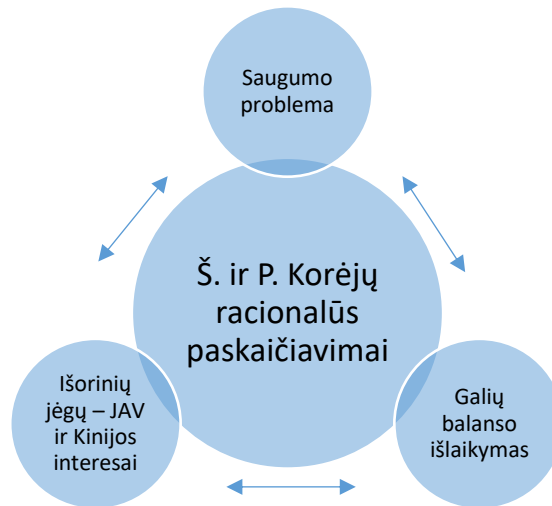 Saugumo
problema
Š. ir P. Korėjų
racionalūs
paskaičiavimai
Išorinių
jėgų – JAV
ir Kinijos
interesai
Galių
balanso
išlaikymas